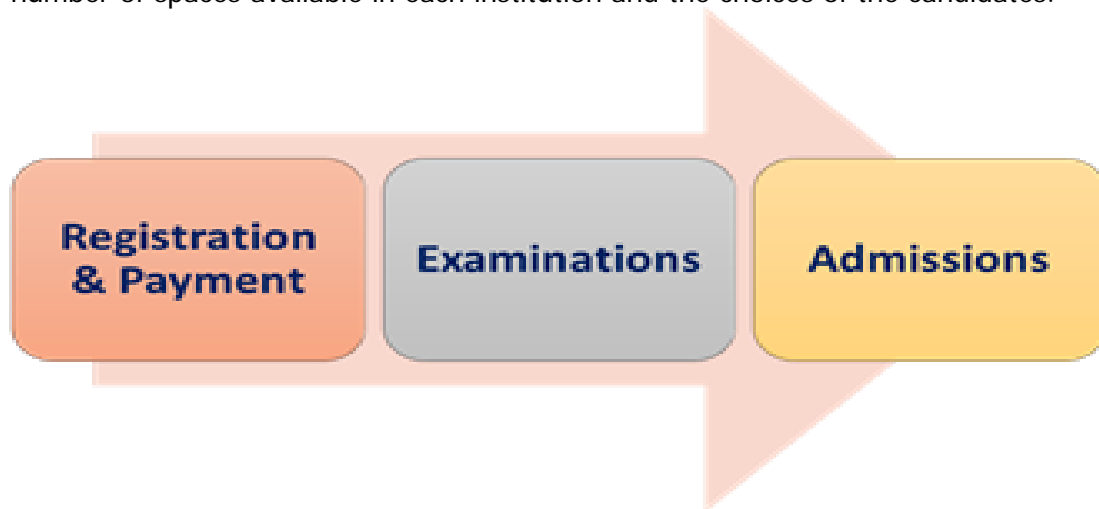 number of spaces available in each institution and the choices of the candidates.
Registration
& Payment
Examinations
Admissions